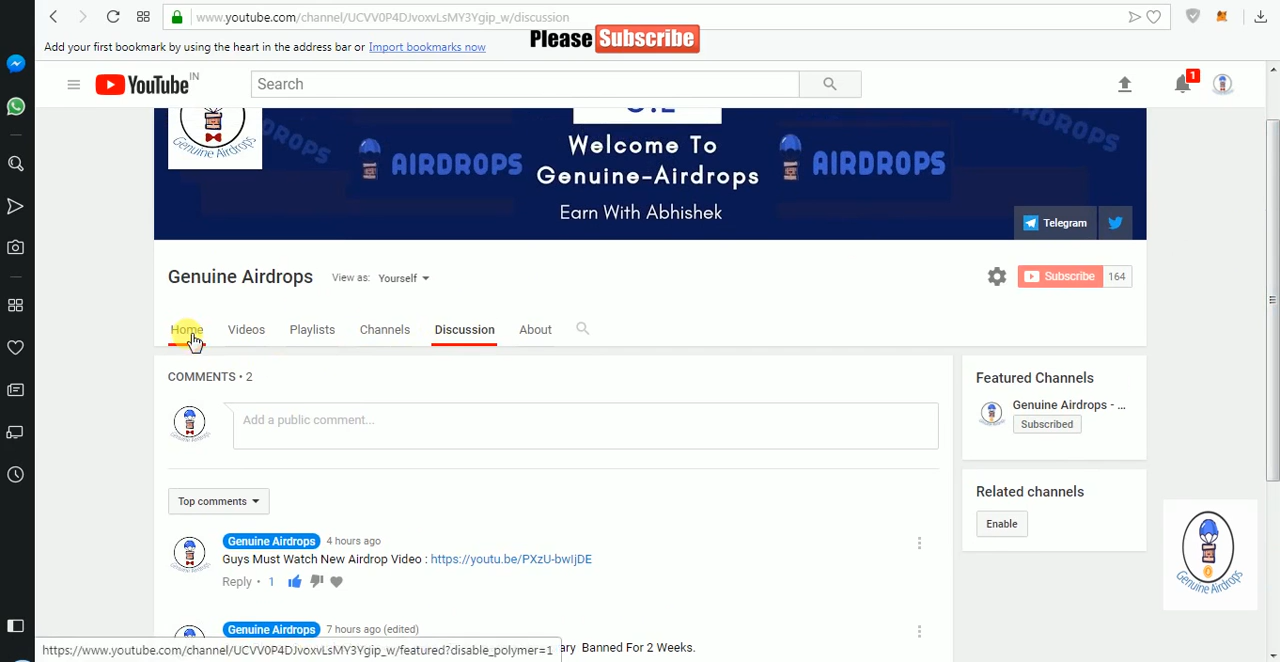 www.youtube.com/channel/UCVV0P4DJvoxvLsMY3Ygip_w/discussion
Add your first bookmark by using the heart in the address bar or Import bookmarks now
Please Subscribe
YouTube IN
Search
1
Genuine Airdrops
AIRDROPS
Welcome To
Genuine-Airdrops
AIRDROPS
Earn With Abhishek
Telegram
Genuine Airdrops
View as: Yourself
Subscribe 164
Home Videos Playlists Channels Discussion About
COMMENTS • 2
Add a public comment...
Top comments
Genuine Airdrops 4 hours ago
Guys Must Watch New Airdrop Video : https://youtu.be/PXzU-bwIjDE
Reply • 1
Genuine Airdrops 7 hours ago (edited)
ary Banned For 2 Weeks.
Featured Channels
Genuine Airdrops - ...
Subscribed
Related channels
Enable
Genuine Airdrops
https://www.youtube.com/channel/UCVV0P4DJvoxvLsMY3Ygip_w/featured?disable_polymer=1